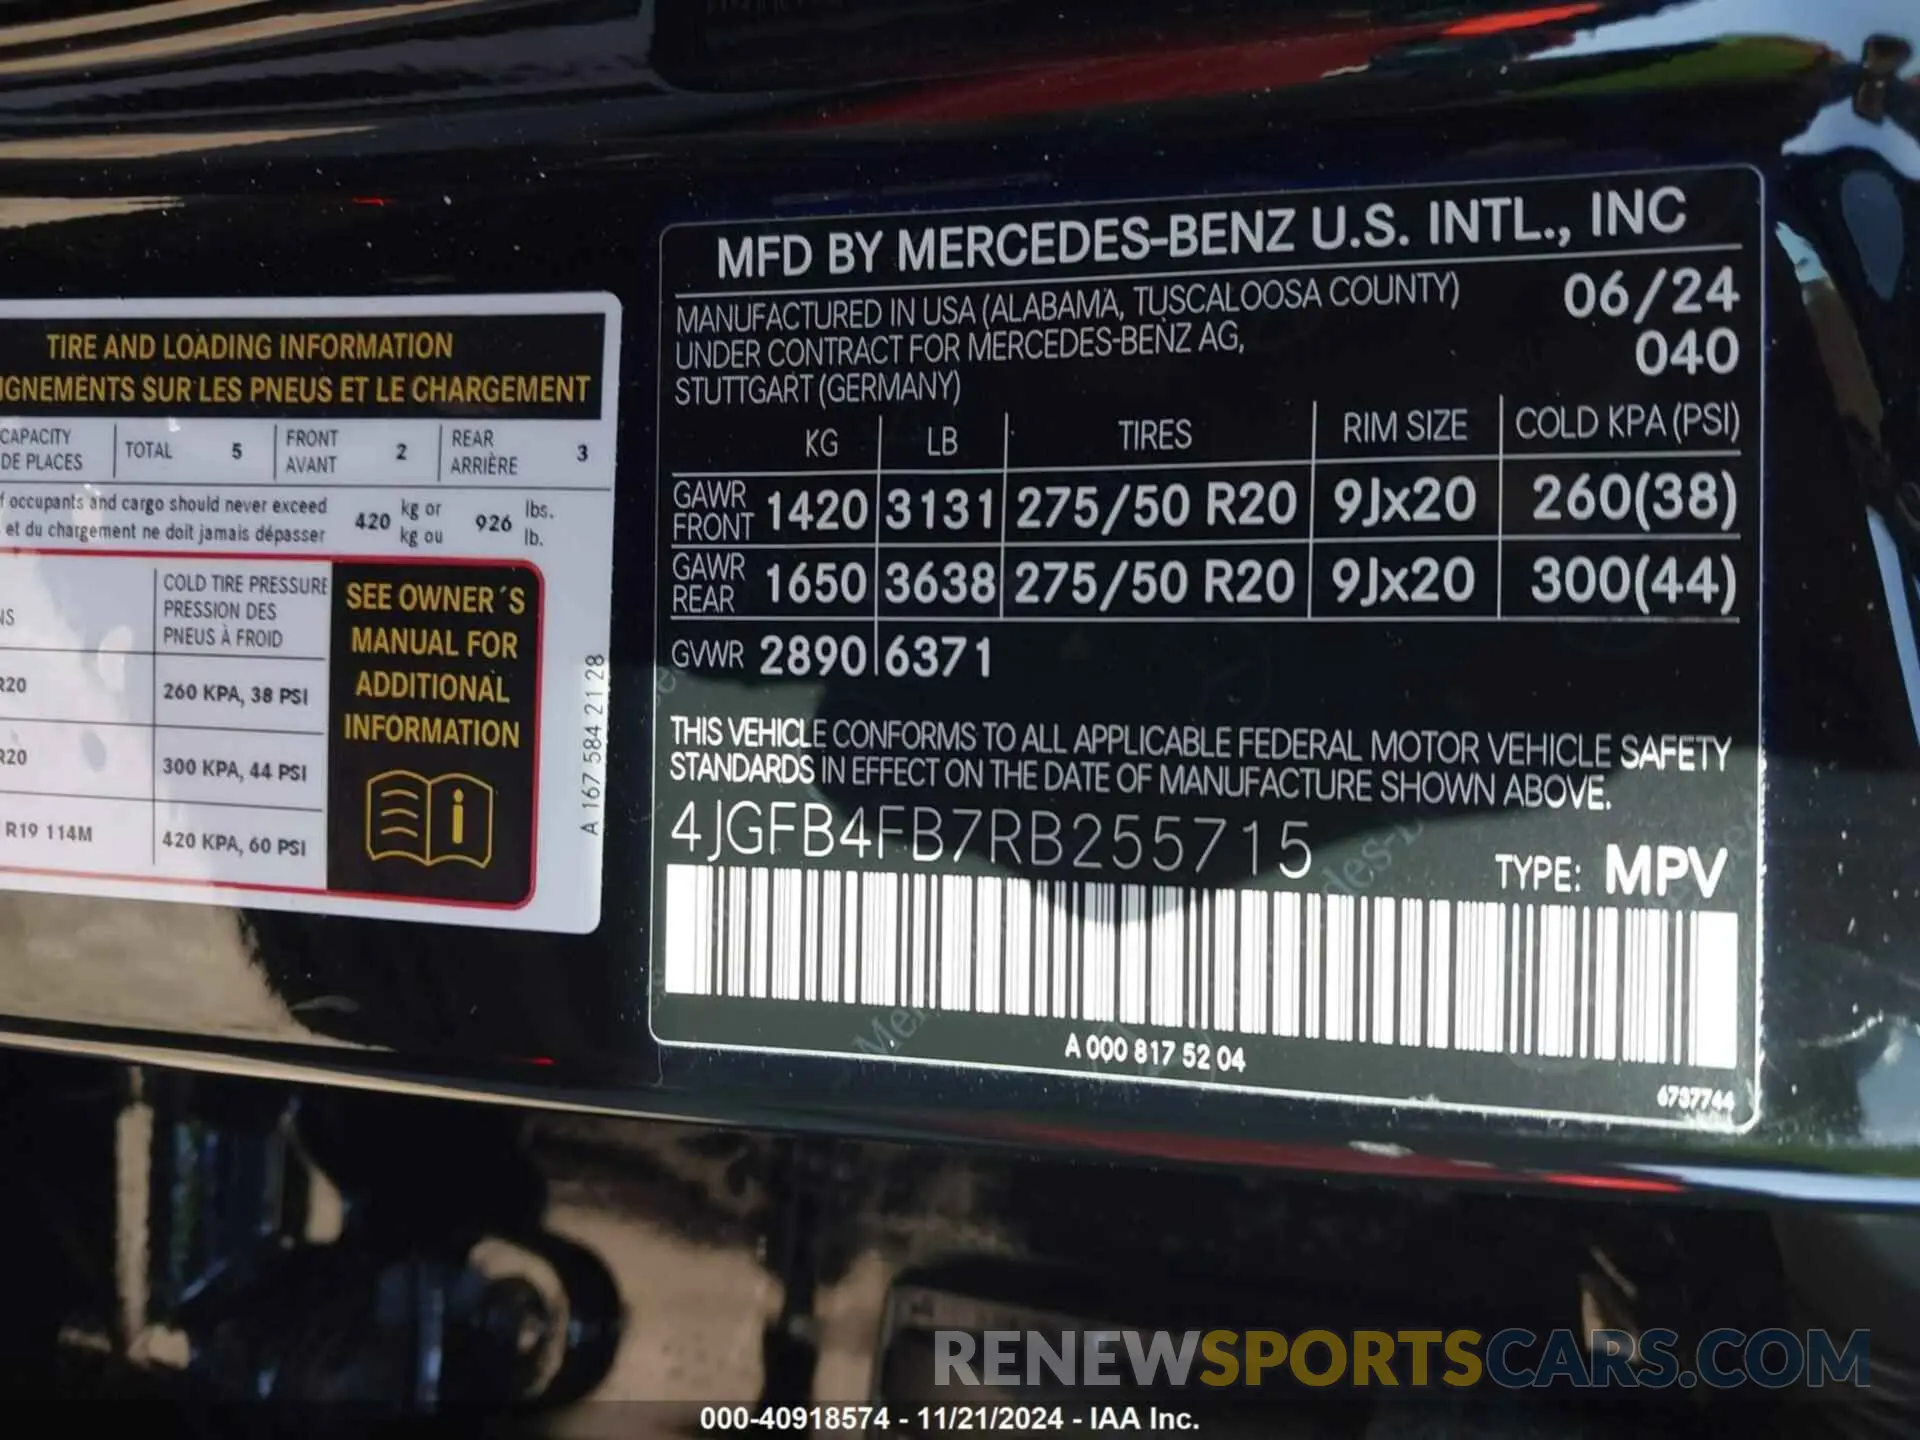 TIRE AND LOADING INFORMATION
IGNEMENTS SUR LES PNEUS ET LE CHARGEMENT
CAPACITY
DE PLACES
TOTAL 5
FRONT
AVANT
2
REAR
ARRIÈRE
3
f occupants and cargo should never exceed
et du chargement ne doit jamais dépasser
420 kg or
kg ou
926 lbs.
lb.
NS
COLD TIRE PRESSURE
PRESSION DES
PNEUS À FROID
R20
260 KPA, 38 PSI
R20
300 KPA, 44 PSI
R19 114M
420 KPA, 60 PSI
SEE OWNER´S
MANUAL FOR
ADDITIONAL
INFORMATION
A 167 584 21 28
MFD BY MERCEDES-BENZ U.S. INTL., INC
MANUFACTURED IN USA (ALABAMA, TUSCALOOSA COUNTY)
UNDER CONTRACT FOR MERCEDES-BENZ AG,
STUTTGART (GERMANY)
06/24
040
KG LB TIRES RIM SIZE COLD KPA (PSI)
GAWR
FRONT
1420 3131 275/50 R20 9Jx20 260(38)
GAWR
REAR
1650 3638 275/50 R20 9Jx20 300(44)
GVWR 2890 6371
THIS VEHICLE CONFORMS TO ALL APPLICABLE FEDERAL MOTOR VEHICLE SAFETY
STANDARDS IN EFFECT ON THE DATE OF MANUFACTURE SHOWN ABOVE.
4JGFB4FB7RB255715
TYPE: MPV
A 000 817 52 04
6737744
RENEWSPORTSCARS.COM
000-40918574 - 11/21/2024 - IAA Inc.